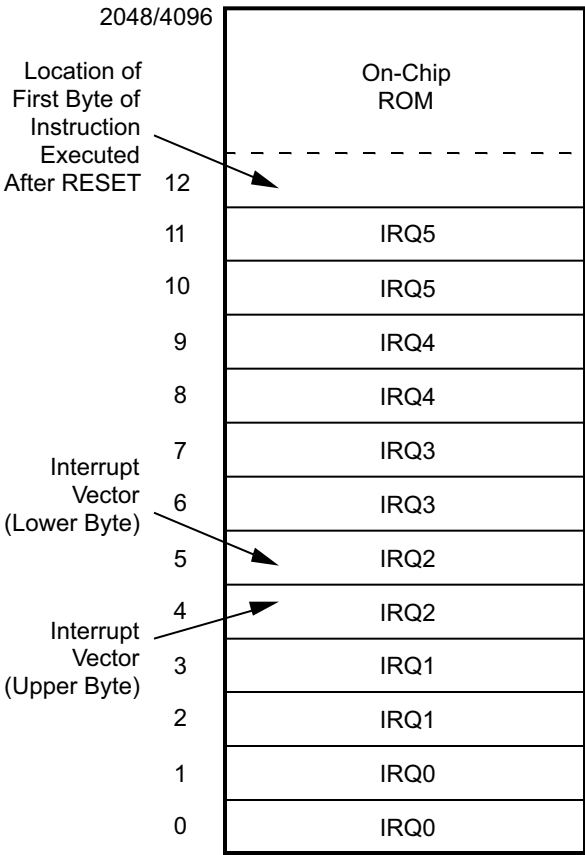 2048/4096
Location of
First Byte of
Instruction
Executed
After RESET
On-Chip
ROM
12
11 IRQ5
10 IRQ5
9 IRQ4
8 IRQ4
7 IRQ3
6 IRQ3
Interrupt
Vector
(Lower Byte)
5 IRQ2
4 IRQ2
Interrupt
Vector
(Upper Byte)
3 IRQ1
2 IRQ1
1 IRQ0
0 IRQ0